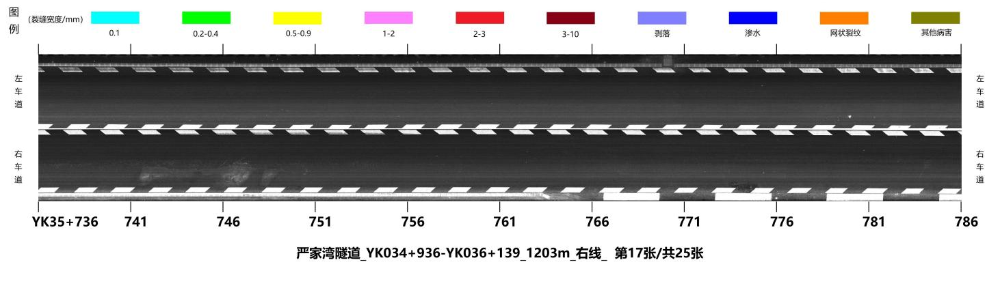 图例 (裂缝宽度/mm) 0.1 0.2-0.4 0.5-0.9 1-2 2-3 3-10 剥落 渗水 网状裂纹 其他病害
左车道 左车道
右车道 右车道
YK35+736 741 746 751 756 761 766 771 776 781 786
严家湾隧道_YK034+936-YK036+139_1203m_右线_ 第17张/共25张